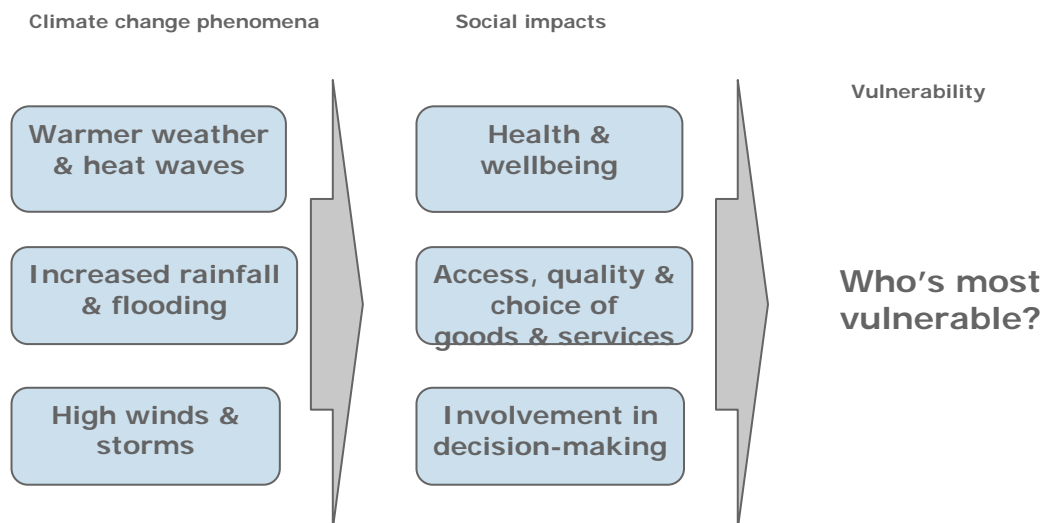 Climate change phenomena
Social impacts
Vulnerability
Warmer weather
& heat waves
Health &
wellbeing
Increased rainfall
& flooding
Access, quality &
choice of
goods & services
Who's most
vulnerable?
High winds &
storms
Involvement in
decision-making